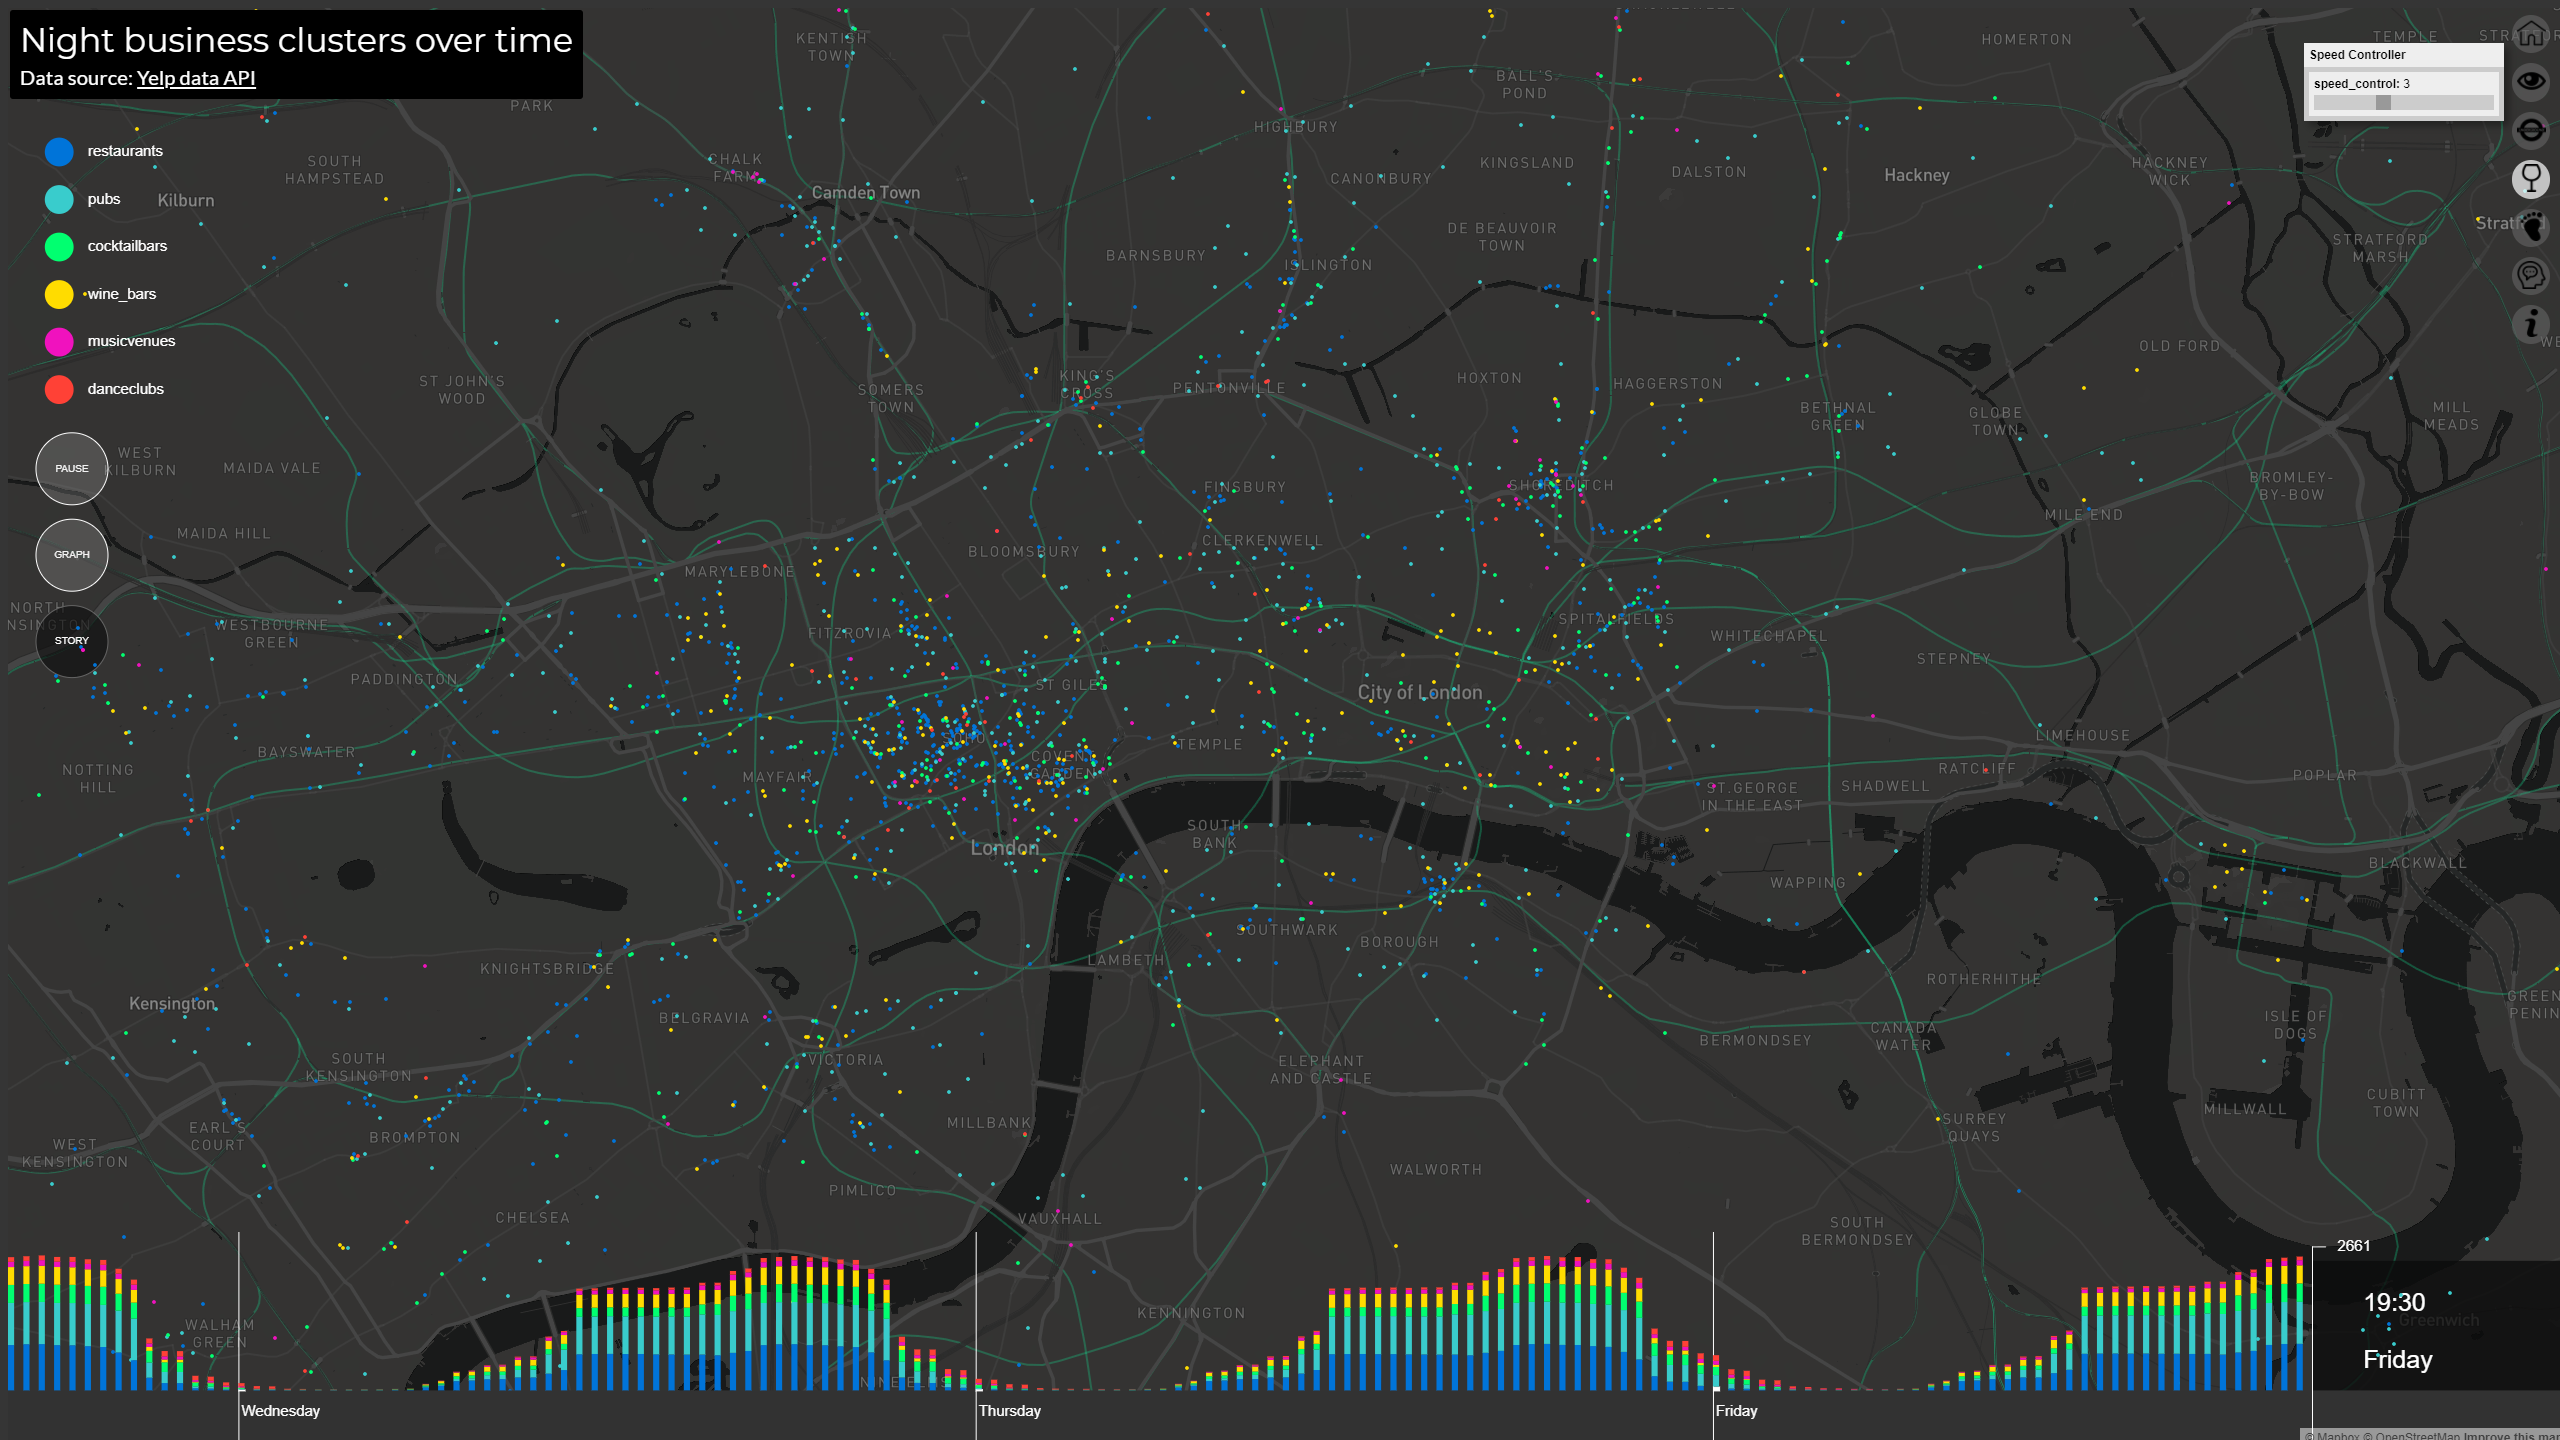 Night business clusters over time
Data source: Yelp data API
Speed Controller
speed_control: 3
restaurants
pubs
cocktailbars
wine_bars
musicvenues
danceclubs
PAUSE
GRAPH
STORY
KENTISH
TOWN
HOMERTON
TEMPLE
BALL'S
POND
PARK
HIGHBURY
SOUTH
HAMPSTEAD
CHALK
FARM
KINGSLAND
HACKNEY
WICK
DALSTON
Hackney
CANONBURY
Camden Town
Kilburn
DE BEAUVOIR
TOWN
STRATFORD
MARSH
BARNSBURY
ISLINGTON
OLD FORD
ST JOHN'S
WOOD
SOMERS
TOWN
KING'S
CROSS
PENTONVILLE
HOXTON
HAGGERSTON
BETHNAL
GREEN
GLOBE
TOWN
MILL
MEADS
WEST
KILBURN
MAIDA VALE
FINSBURY
SHOREDITCH
BROMLEY-
BY-BOW
MILE END
MAIDA HILL
CLERKENWELL
BLOOMSBURY
MARYLEBONE
NORTH
NSINGTON
WESTBOURNE
GREEN
FITZROVIA
SPITALFIELDS
WHITECHAPEL
STEPNEY
PADDINGTON
ST GILES
City of London
SOHO
TEMPLE
COVENT
GARDEN
LIMEHOUSE
BAYSWATER
NOTTING
HILL
MAYFAIR
RATCLIFF
POPLAR
SHADWELL
ST.GEORGE
IN THE EAST
SOUTH
BANK
London
BLACKWALL
WAPPING
SOUTHWARK
BOROUGH
LAMBETH
KNIGHTSBRIDGE
ROTHERHITHE
Kensington
BELGRAVIA
GREEN
PENIN
ISLE OF
DOGS
CANADA
WATER
BERMONDSEY
SOUTH
KENSINGTON
VICTORIA
ELEPHANT
AND CASTLE
MILLWALL
CUBITT
TOWN
SURREY
QUAYS
MILLBANK
EARL'S
COURT
BROMPTON
WEST
KENSINGTON
WALWORTH
PIMLICO
CHELSEA
VAUXHALL
SOUTH
BERMONDSEY
2661
19:30
Greenwich
Friday
KENNINGTON
WALHAM
GREEN
NINE ELMS
Wednesday
Thursday
Friday
© Mapbox © OpenStreetMap Improve this map